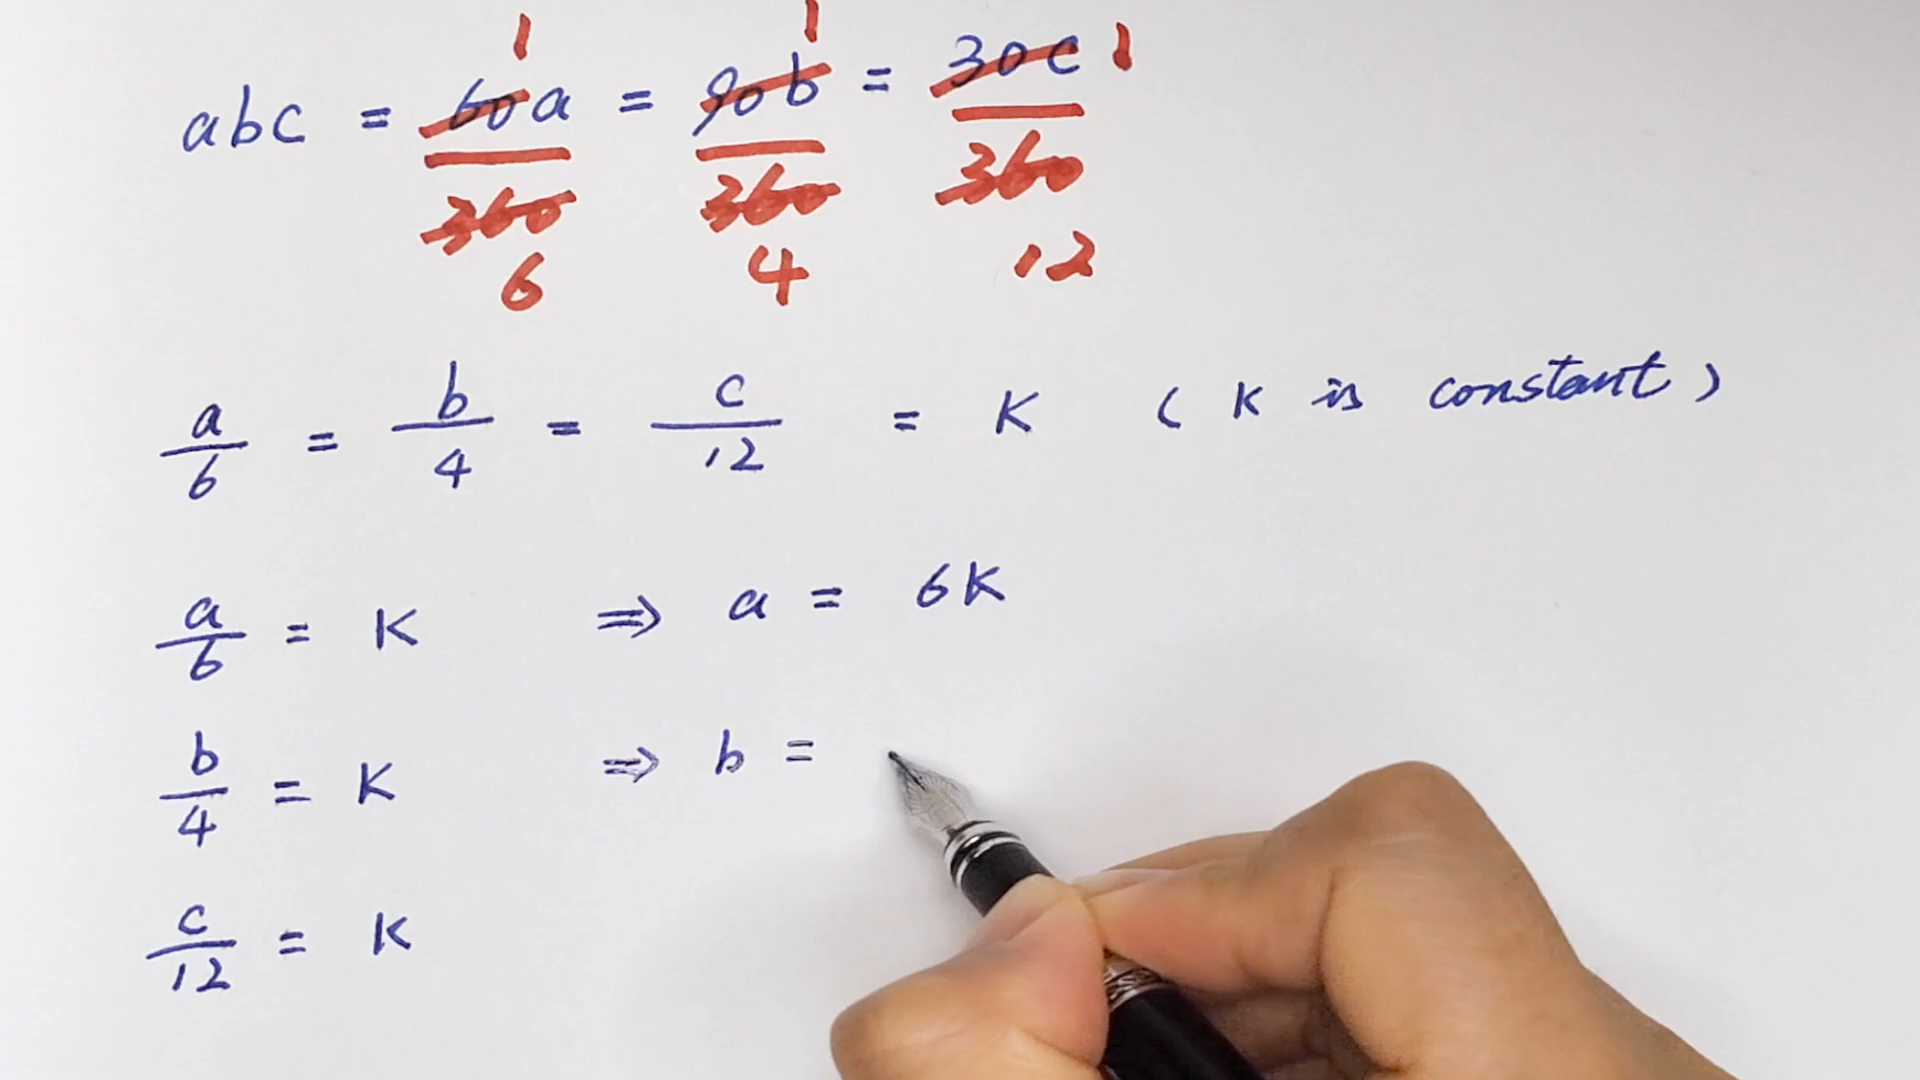 1 1 1
abc = 60a = 90b = 30c
360 360 360
6 4 12
a/6 = b/4 = c/12 = K ( K is constant )
a/6 = K ⇒ a = 6K
b/4 = K ⇒ b =
c/12 = K